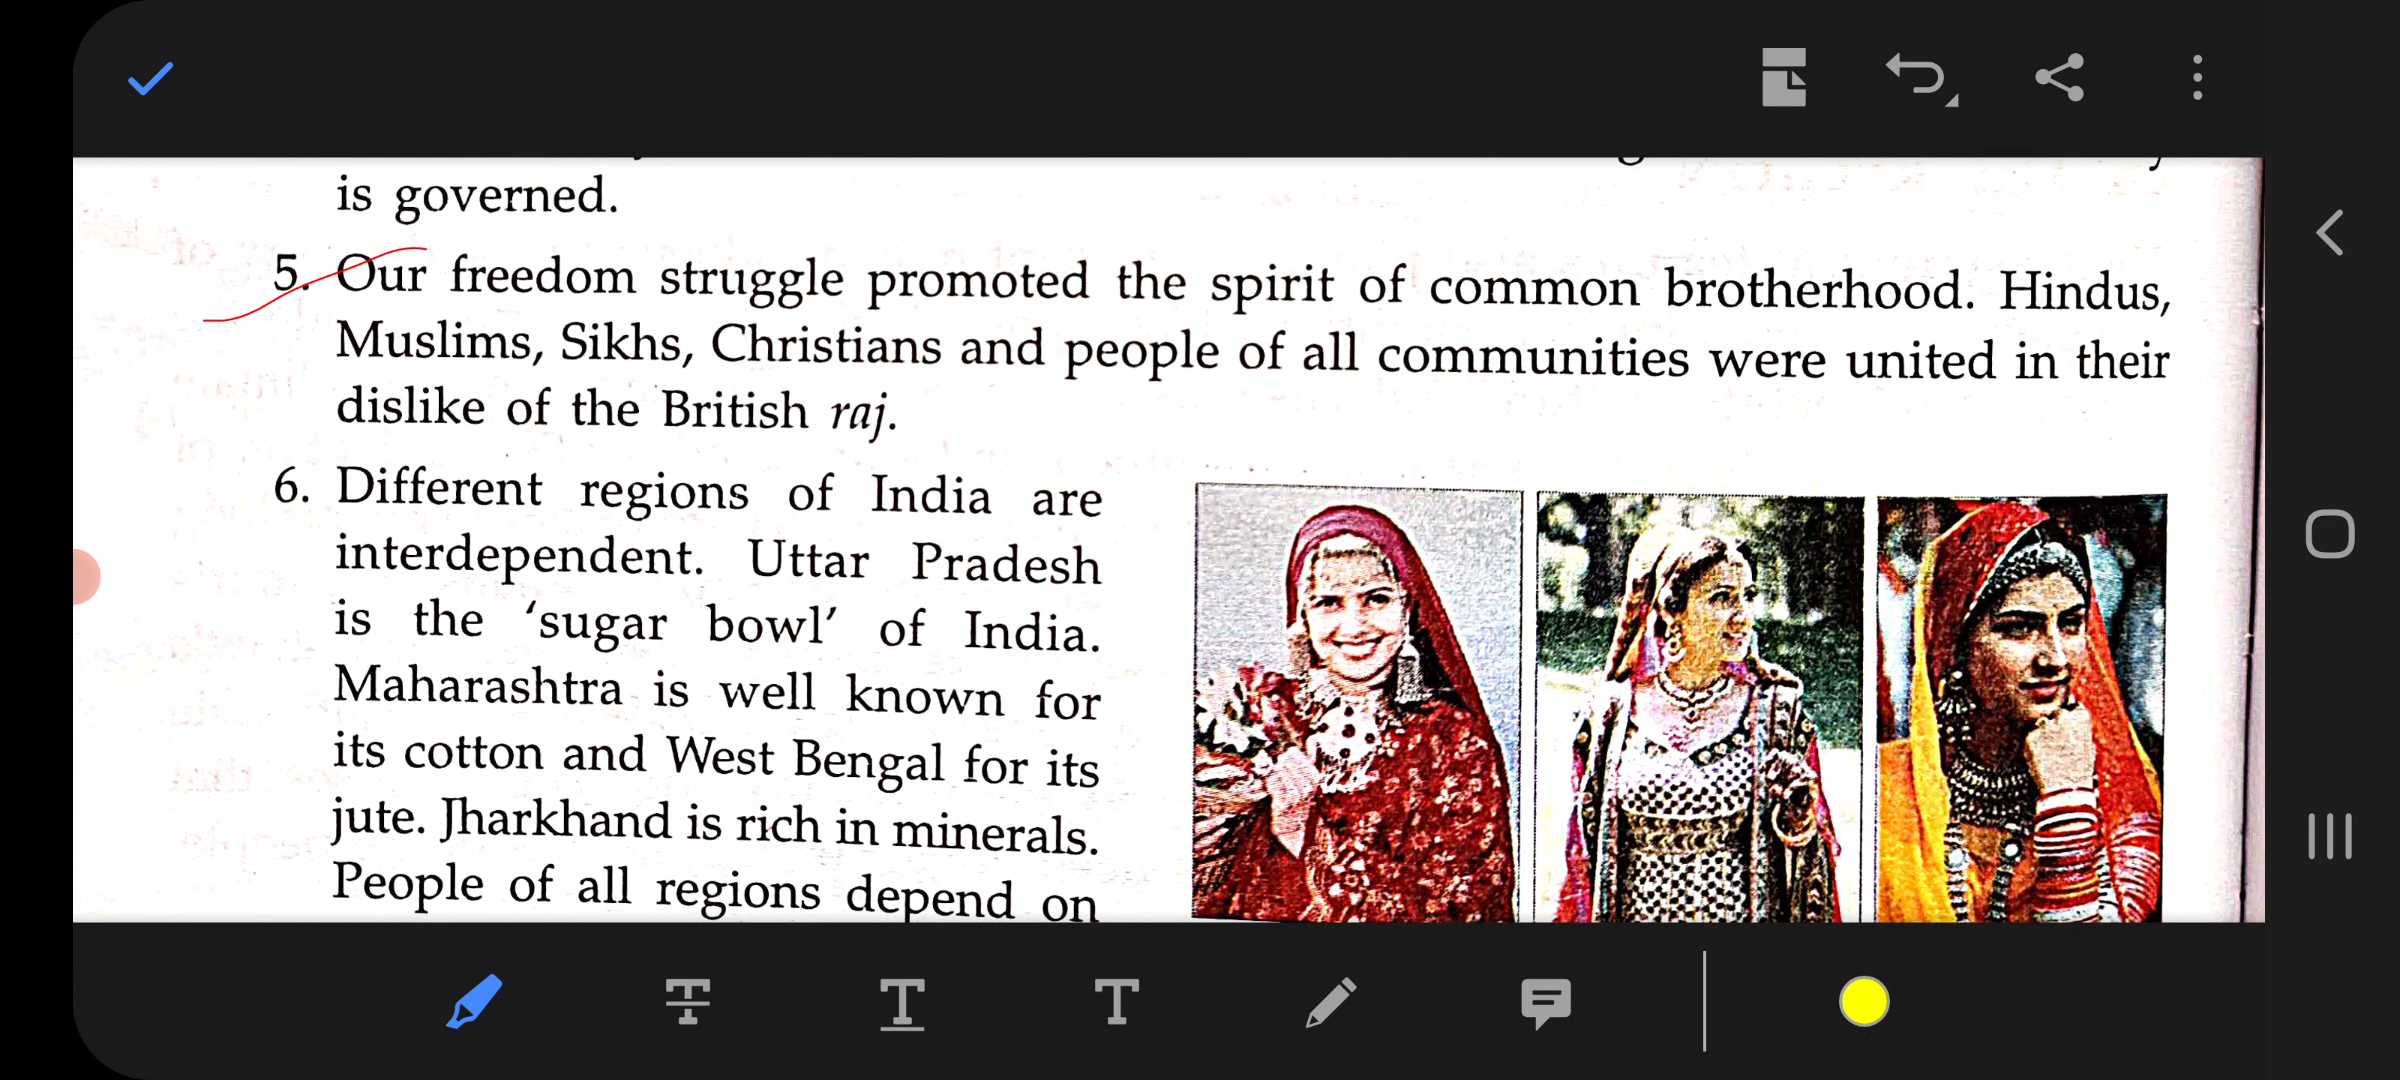 is governed.
5. Our freedom struggle promoted the spirit of common brotherhood. Hindus,
Muslims, Sikhs, Christians and people of all communities were united in their
dislike of the British raj.
6. Different regions of India are
interdependent. Uttar Pradesh
is the ‘sugar bowl’ of India.
Maharashtra is well known for
its cotton and West Bengal for its
jute. Jharkhand is rich in minerals.
People of all regions depend on